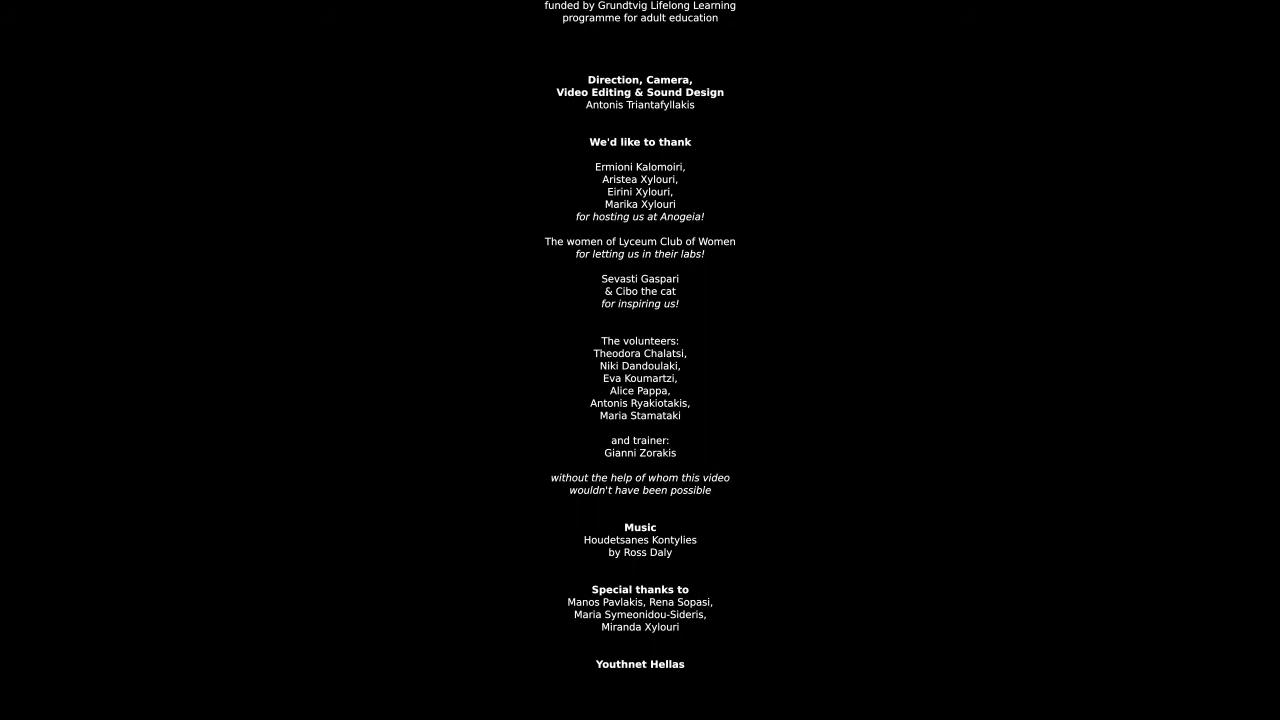 funded by Grundtvig Lifelong Learning
programme for adult education
Direction, Camera,
Video Editing & Sound Design
Antonis Triantafyllakis
We'd like to thank
Ermioni Kalomoiri,
Aristea Xylouri,
Eirini Xylouri,
Marika Xylouri
for hosting us at Anogeia!
The women of Lyceum Club of Women
for letting us in their labs!
Sevasti Gaspari
& Cibo the cat
for inspiring us!
The volunteers:
Theodora Chalatsi,
Niki Dandoulaki,
Eva Koumartzi,
Alice Pappa,
Antonis Ryakiotakis,
Maria Stamataki
and trainer:
Gianni Zorakis
without the help of whom this video
wouldn't have been possible
Music
Houdetsanes Kontylies
by Ross Daly
Special thanks to
Manos Pavlakis, Rena Sopasi,
Maria Symeonidou-Sideris,
Miranda Xylouri
Youthnet Hellas